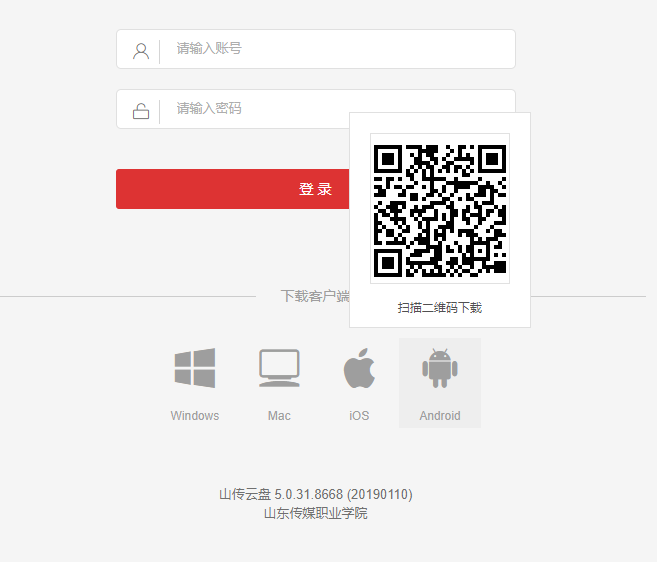 请输入账号
请输入密码
登 录
扫描二维码下载
下载客户端
Windows
Mac
iOS
Android
山传云盘 5.0.31.8668 (20190110)
山东传媒职业学院